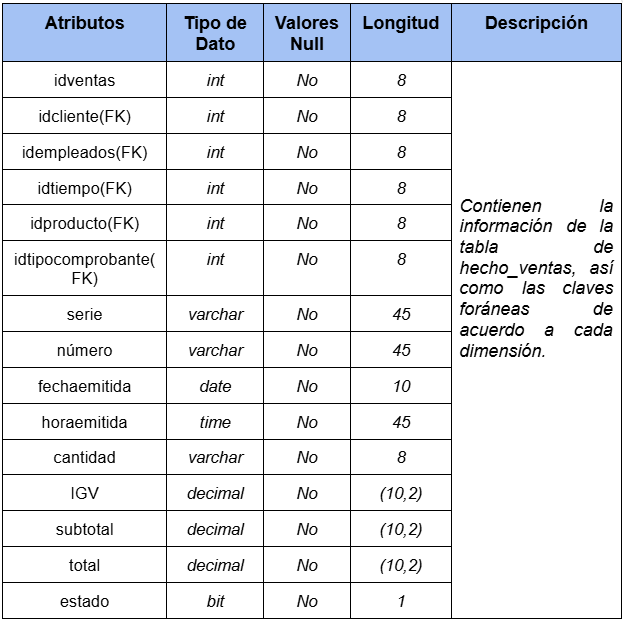 Atributos Tipo de Dato Valores Null Longitud Descripción
idventas int No 8
idcliente(FK) int No 8
idempleados(FK) int No 8
idtiempo(FK) int No 8
idproducto(FK) int No 8
idtipocomprobante(
FK) int No 8
serie varchar No 45
número varchar No 45
fechaemitida date No 10
horaemitida time No 45
cantidad varchar No 8
IGV decimal No (10,2)
subtotal decimal No (10,2)
total decimal No (10,2)
estado bit No 1
Contienen la
información de la
tabla de
hecho_ventas, así
como las claves
foráneas de
acuerdo a cada
dimensión.